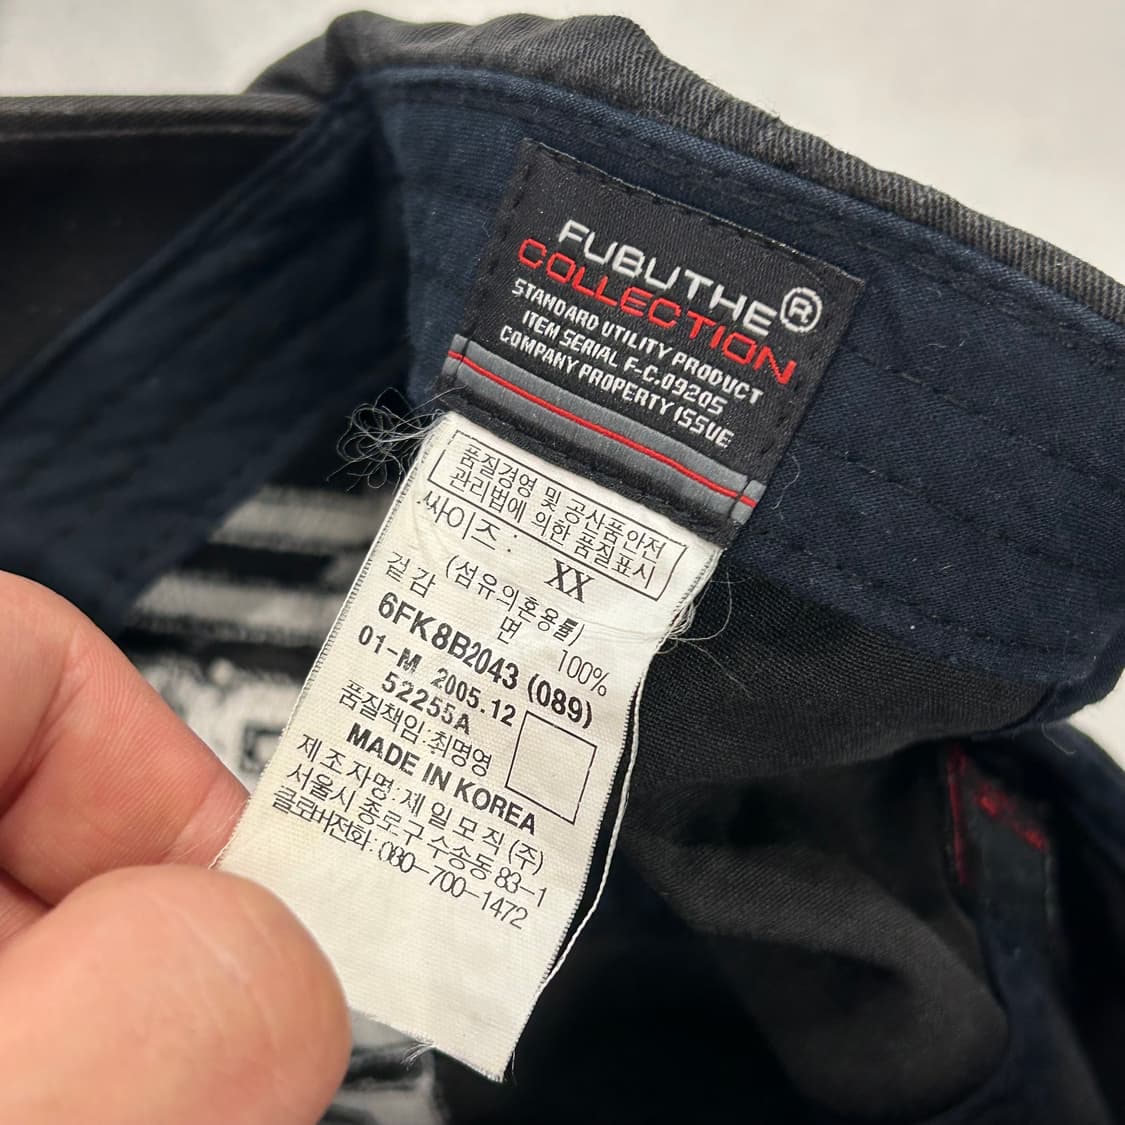 FUBUTHE®
COLLECTION
STANDARD UTILITY PRODUCT
ITEM SERIAL F-C.09205
COMPANY PROPERTY ISSUE
품질경영 및 공산품안전
관리법에 의한 품질표시
싸이즈 : XX
(섬유의혼용률)
겉감 면 100%
6FK8B2043 (089)
01-M 2005.12
52255A
품질책임:최명영
MADE IN KOREA
제조자명:제일모직(주)
서울시 종로구 수송동 83-1
글로버전화:080-700-1472